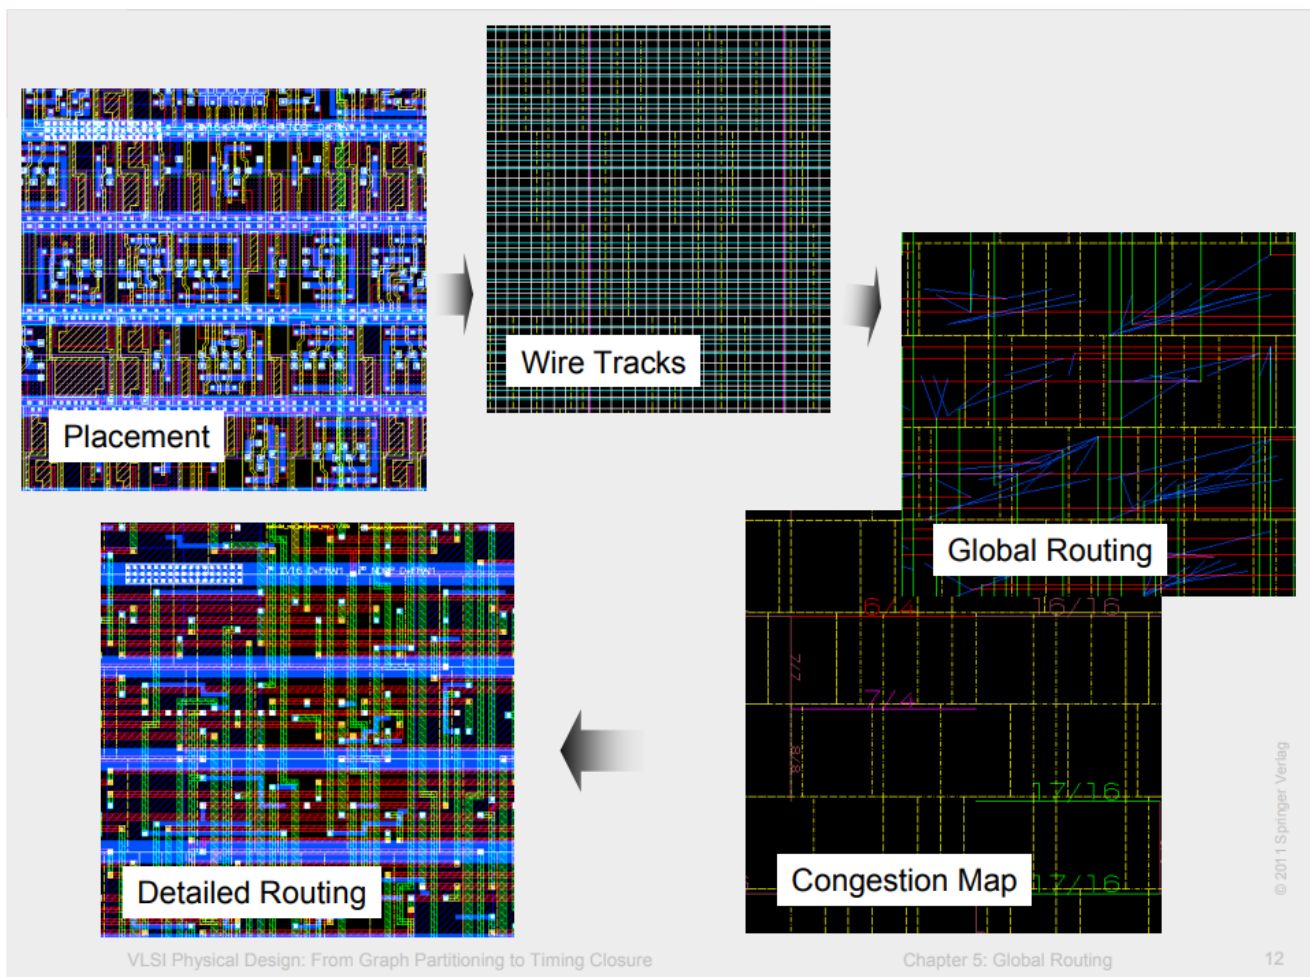 Placement
Wire Tracks
Global Routing
6/4
16/16
7/7
7/4
8/8
17/16
17/16
Congestion Map
Detailed Routing
© 2011 Springer Verlag
VLSI Physical Design: From Graph Partitioning to Timing Closure
Chapter 5: Global Routing
12